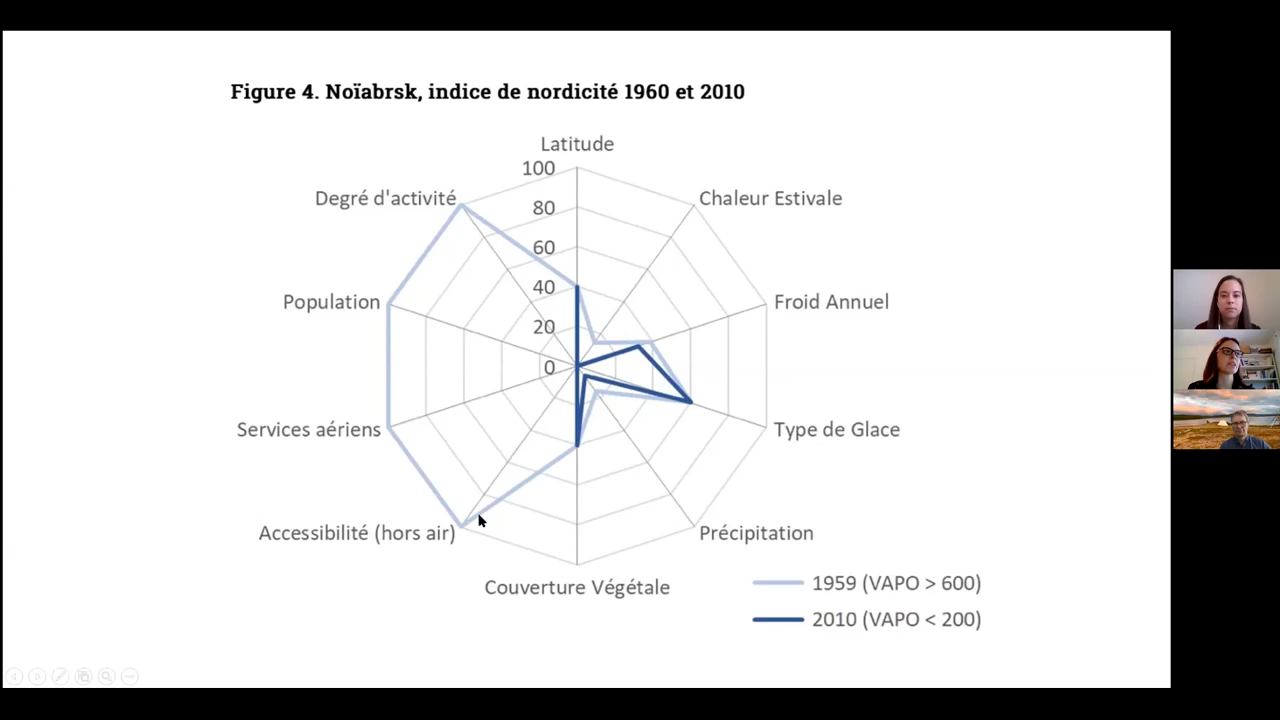 Figure 4. Noïabrsk, indice de nordicité 1960 et 2010
Latitude
100
80
60
40
20
0
Chaleur Estivale
Froid Annuel
Type de Glace
Précipitation
Couverture Végétale
Accessibilité (hors air)
Services aériens
Population
Degré d'activité
1959 (VAPO > 600)
2010 (VAPO < 200)